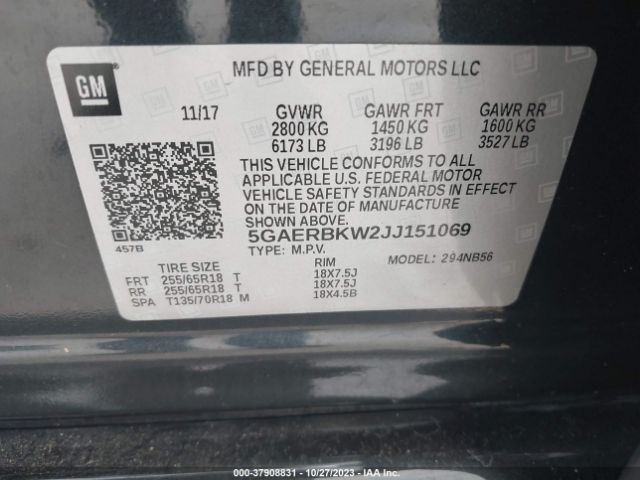 GM
MFD BY GENERAL MOTORS LLC
11/17 GVWR GAWR FRT GAWR RR
2800 KG 1450 KG 1600 KG
6173 LB 3196 LB 3527 LB
THIS VEHICLE CONFORMS TO ALL
APPLICABLE U.S. FEDERAL MOTOR
VEHICLE SAFETY STANDARDS IN EFFECT
ON THE DATE OF MANUFACTURE
SHOWN ABOVE.
5GAERBKW2JJ151069
457B
TYPE: M.P.V. MODEL: 294NB56
TIRE SIZE RIM
FRT 255/65R18 T 18X7.5J
RR 255/65R18 T 18X7.5J
SPA T135/70R18 M 18X4.5B
000-37908831 - 10/27/2023 - IAA Inc.